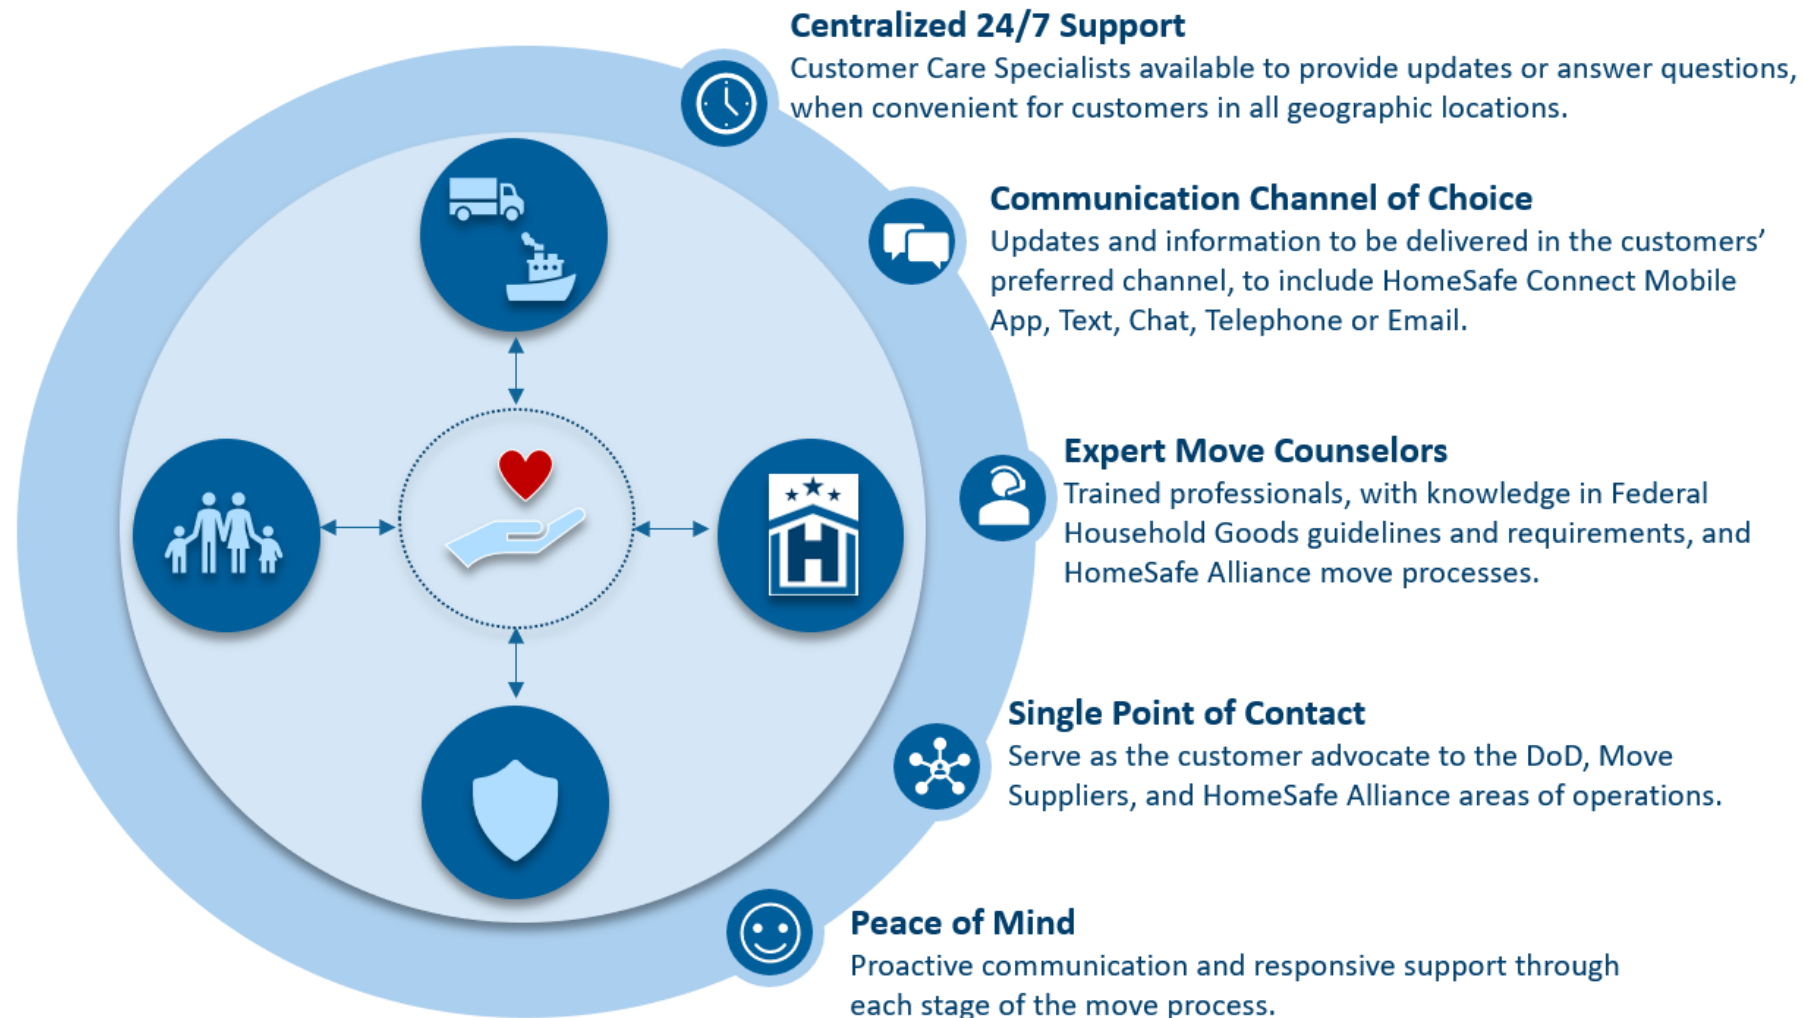 Centralized 24/7 Support
Customer Care Specialists available to provide updates or answer questions,
when convenient for customers in all geographic locations.
Communication Channel of Choice
Updates and information to be delivered in the customers’
preferred channel, to include HomeSafe Connect Mobile
App, Text, Chat, Telephone or Email.
Expert Move Counselors
Trained professionals, with knowledge in Federal
Household Goods guidelines and requirements, and
HomeSafe Alliance move processes.
H
Single Point of Contact
Serve as the customer advocate to the DoD, Move
Suppliers, and HomeSafe Alliance areas of operations.
Peace of Mind
Proactive communication and responsive support through
each stage of the move process.